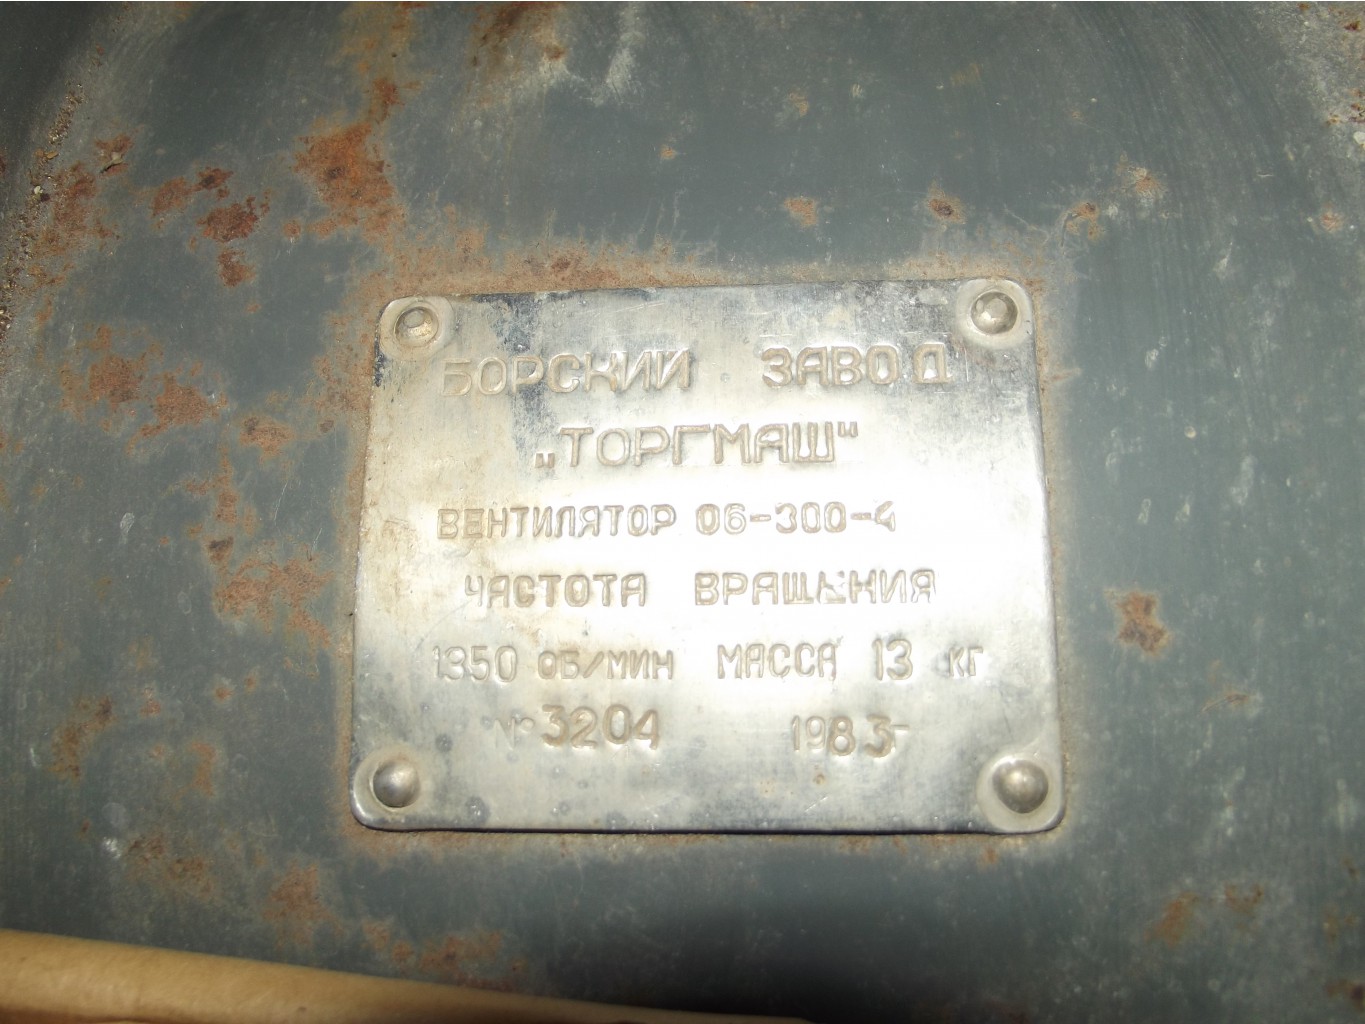 БОРСКИЙ ЗАВОД
„ТОРГМАШ“
ВЕНТИЛЯТОР 06-300-4
ЧАСТОТА ВРАЩЕНИЯ
1350 ОБ/МИН МАССА 13 КГ
№ 3204 1983